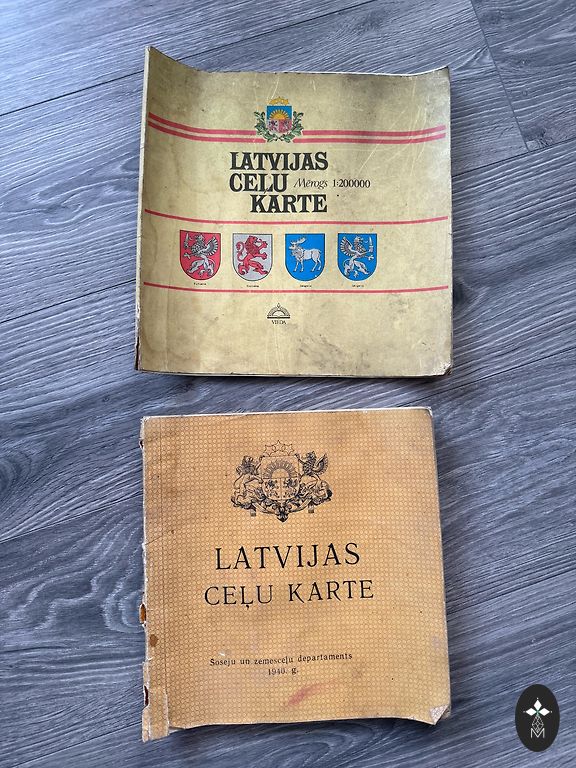 LATVIJAS
CEĻU Mērogs 1:200000
KARTE
VIEDA
LATVIJAS
CEĻU KARTE
Šoseju un zemesceļu departaments
1940. g.
M